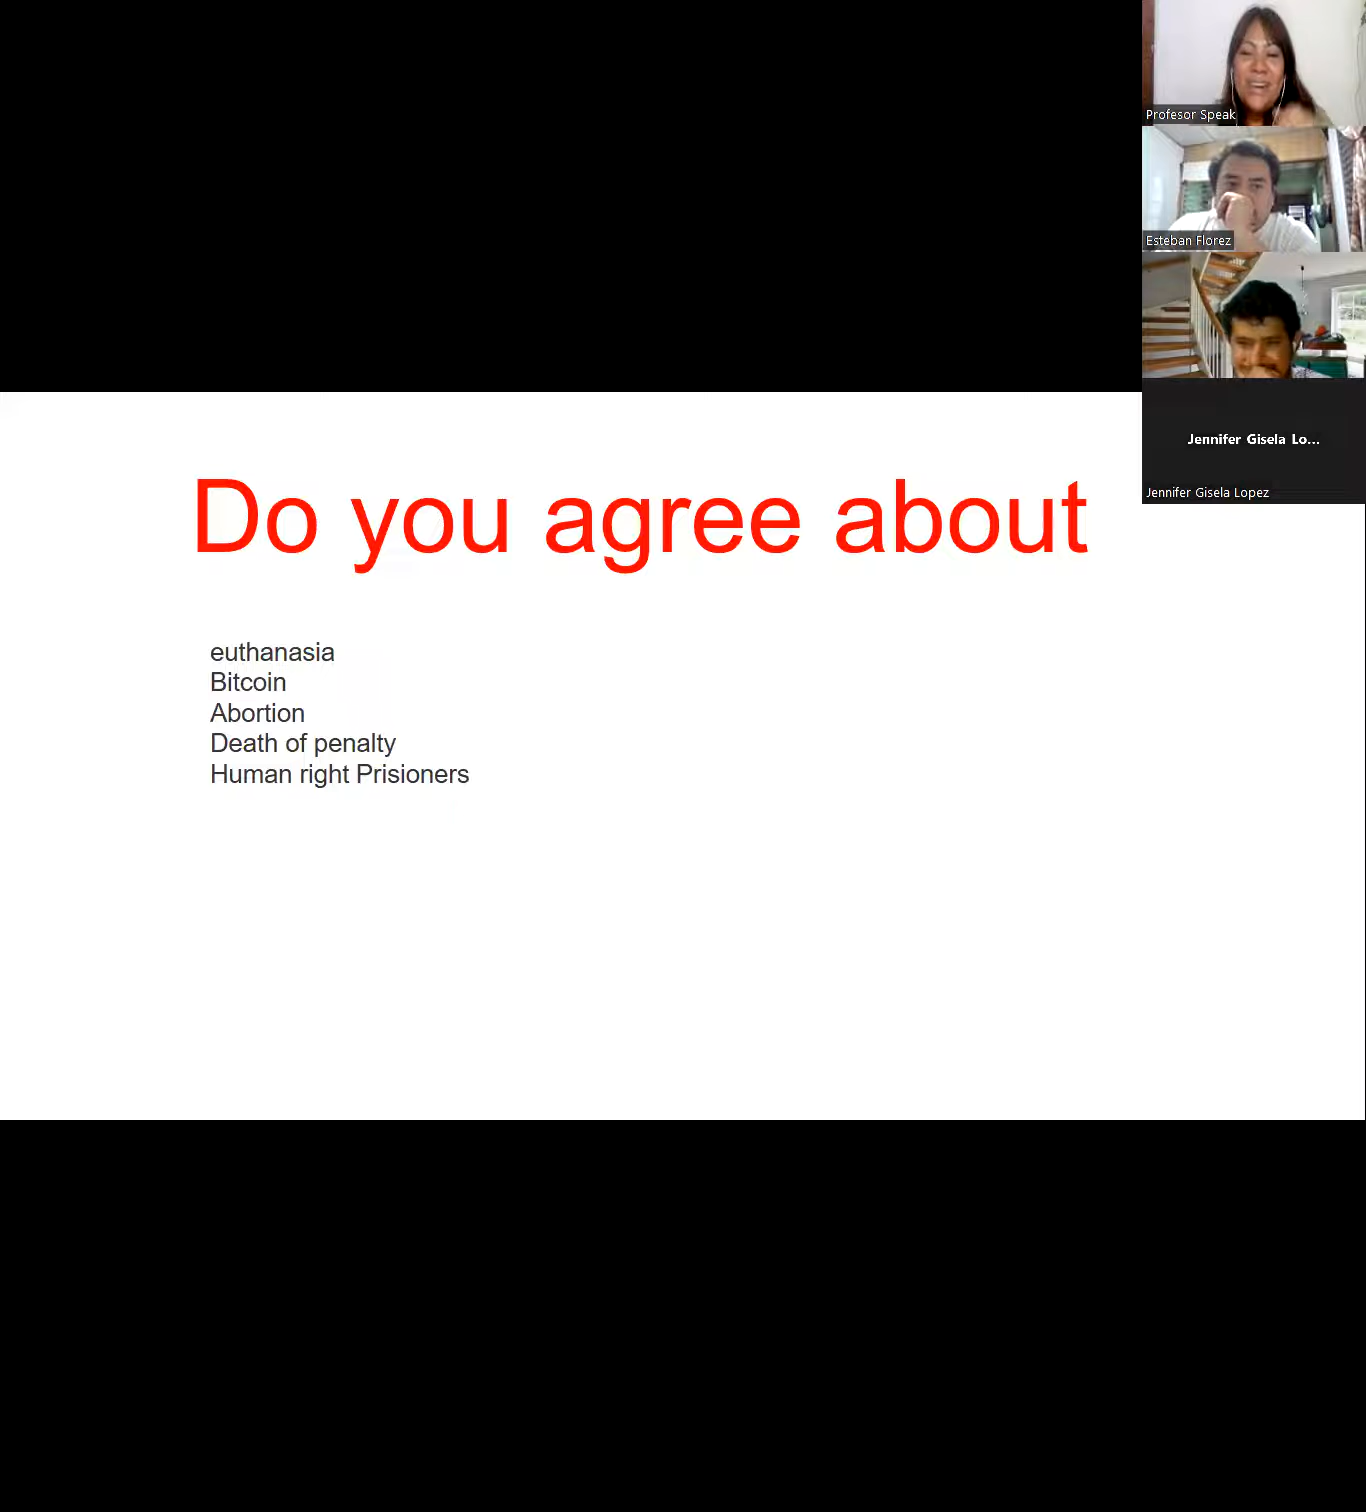 Profesor Speak
Esteban Florez
Jennifer Gisela Lo...
Jennifer Gisela Lopez
Do you agree about
euthanasia
Bitcoin
Abortion
Death of penalty
Human right Prisioners